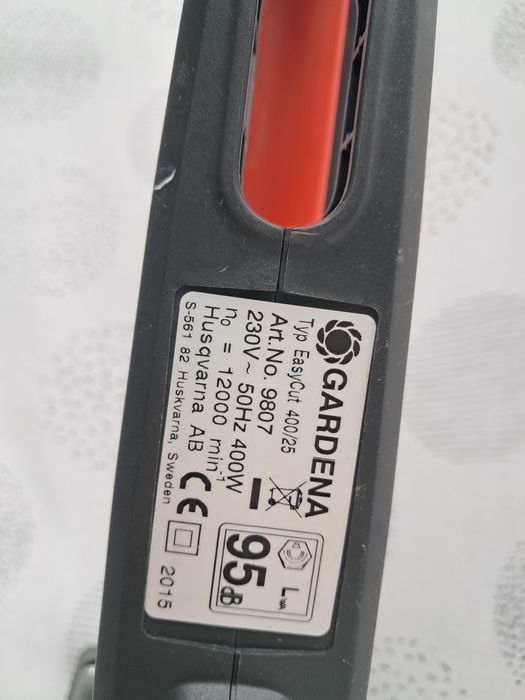 GARDENA
Typ EasyCut 400/25
Art.No. 9807
230V ~ 50Hz 400W
n₀ = 12000 min⁻¹
Husqvarna AB
S-561 82 Huskvarna, Sweden
CE
LWA
95dB
2015